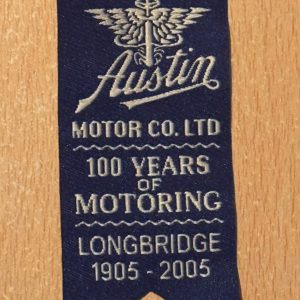 Austin
MOTOR CO. LTD
100 YEARS
OF
MOTORING
LONGBRIDGE
1905 - 2005